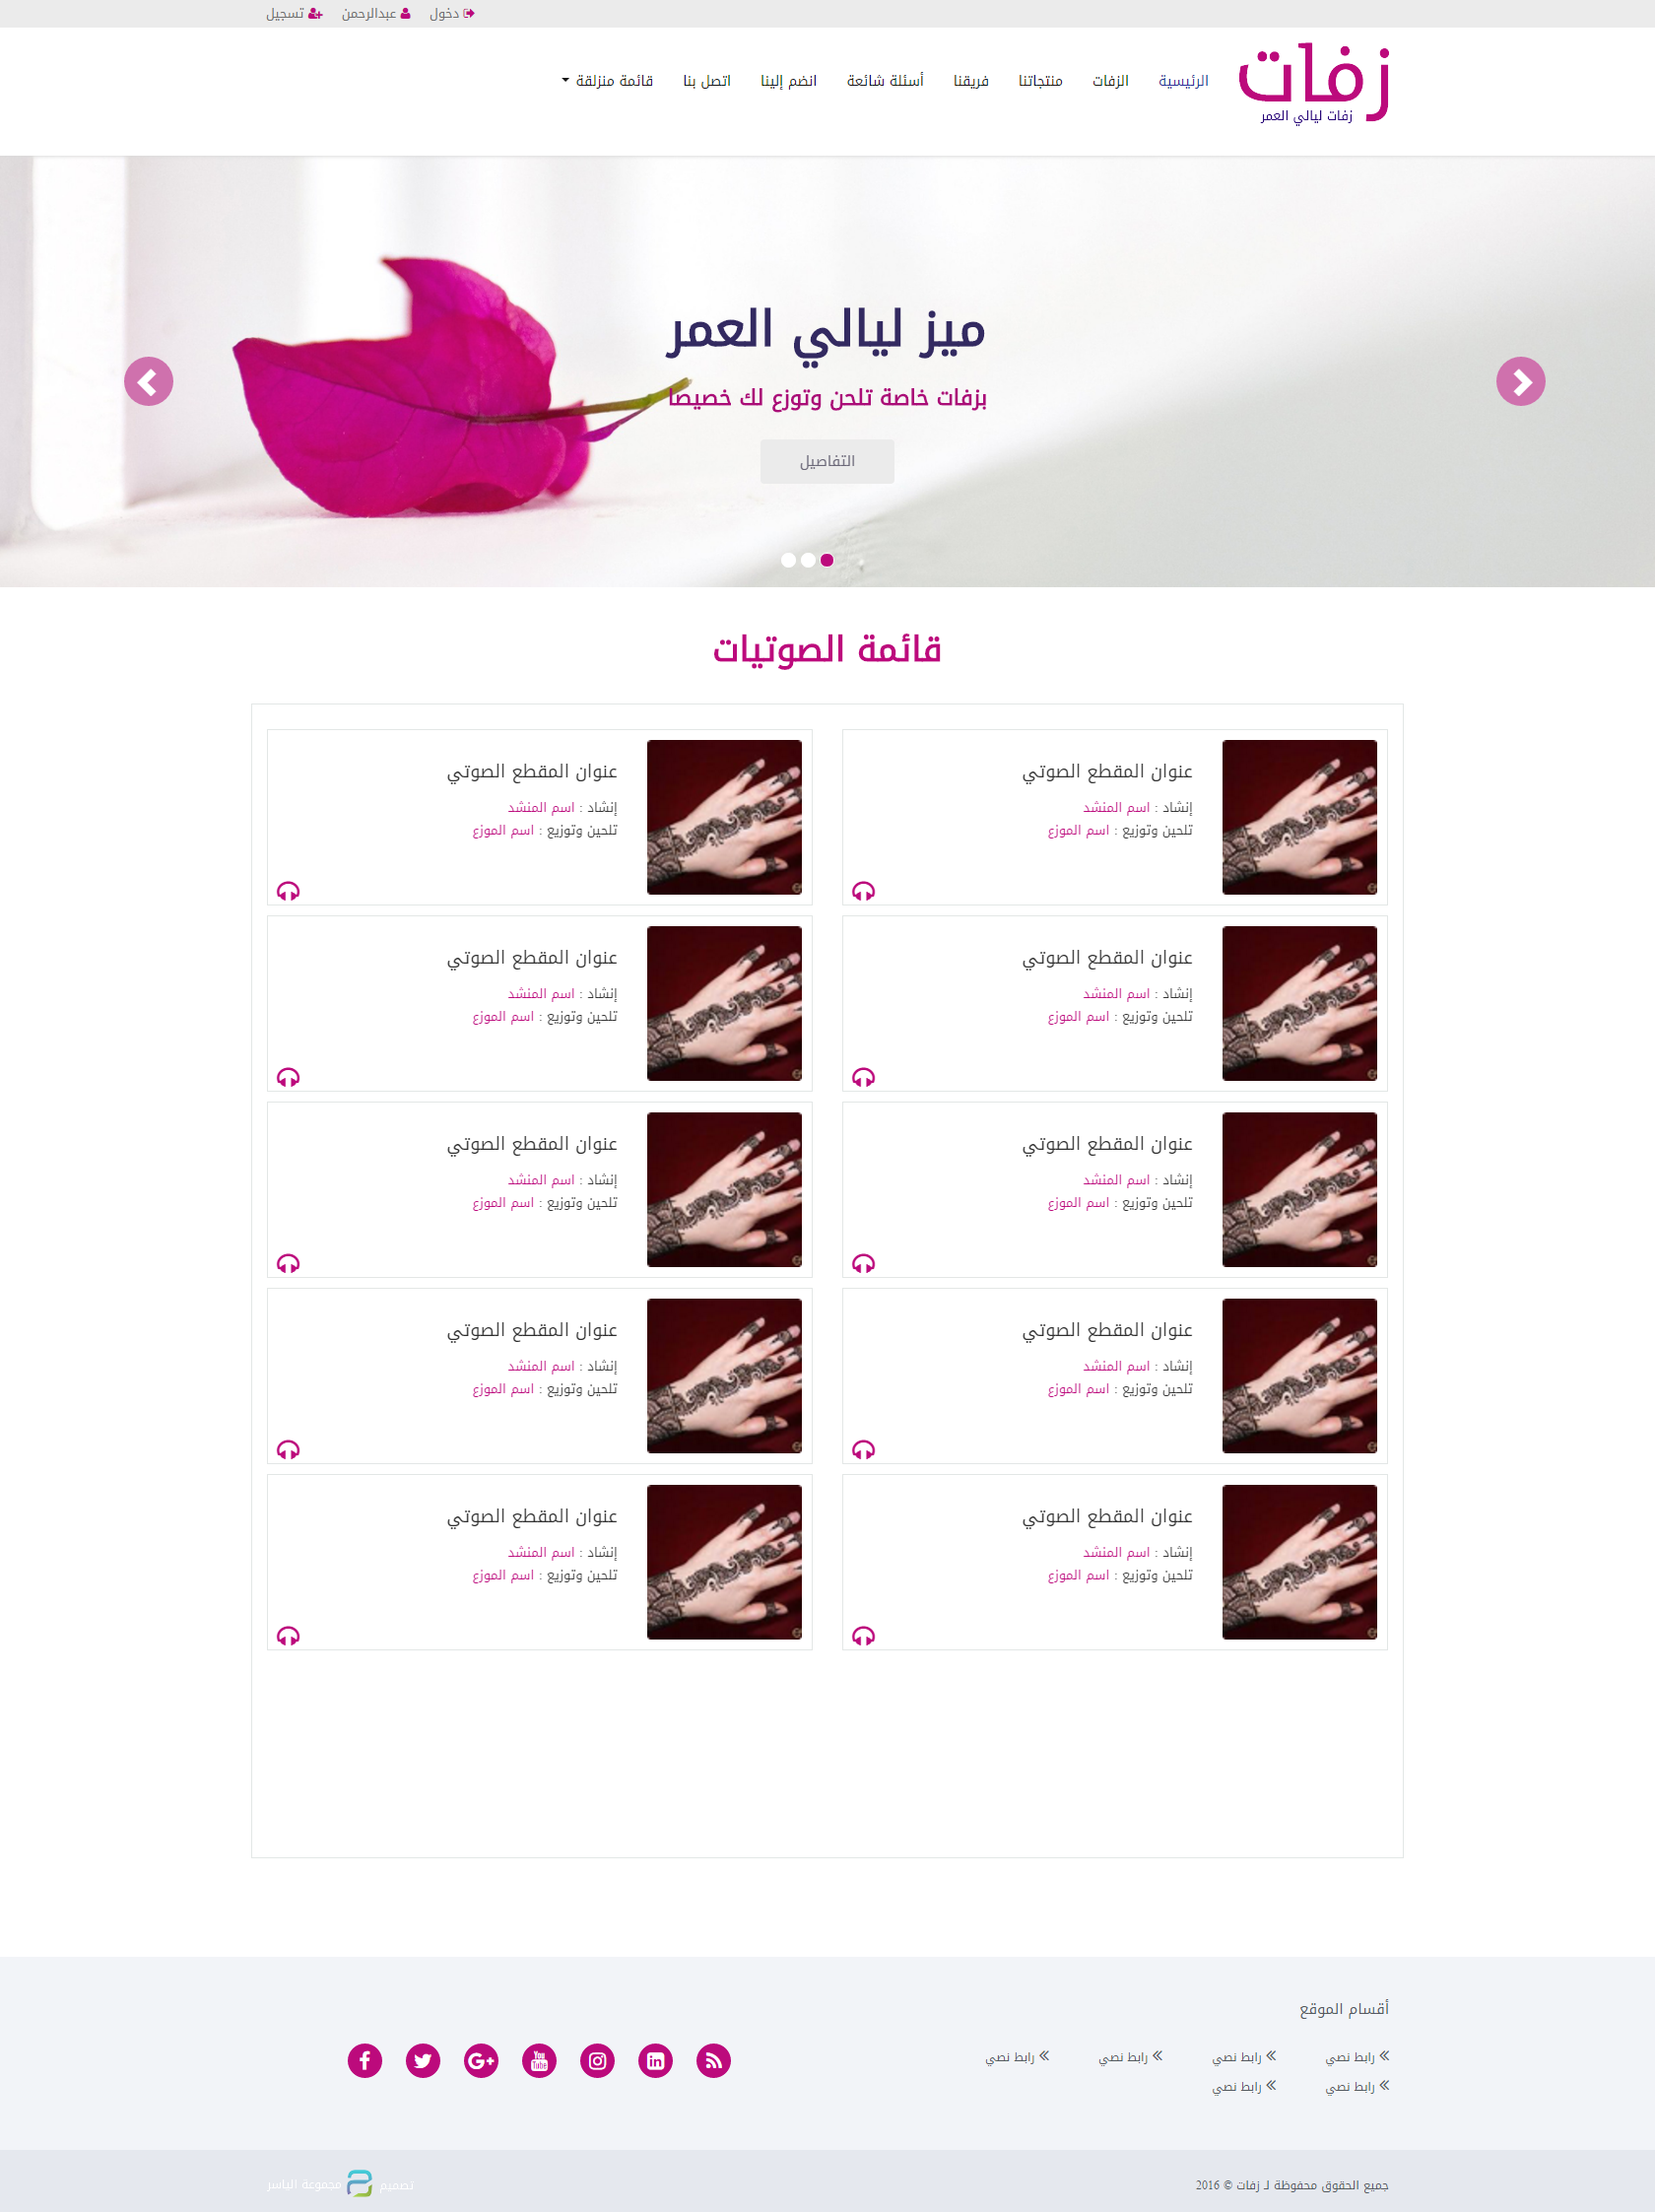 دخول عبدالرحمن تسجيل
زفات
زفات ليالي العمر
الرئيسية الزفات منتجاتنا فريقنا أسئلة شائعة انضم إلينا اتصل بنا قائمة منزلقة
ميز ليالي العمر
بزفات خاصة تلحن وتوزع لك خصيصا
التفاصيل
قائمة الصوتيات
عنوان المقطع الصوتي
إنشاد : اسم المنشد
تلحين وتوزيع : اسم الموزع
عنوان المقطع الصوتي
إنشاد : اسم المنشد
تلحين وتوزيع : اسم الموزع
عنوان المقطع الصوتي
إنشاد : اسم المنشد
تلحين وتوزيع : اسم الموزع
عنوان المقطع الصوتي
إنشاد : اسم المنشد
تلحين وتوزيع : اسم الموزع
عنوان المقطع الصوتي
إنشاد : اسم المنشد
تلحين وتوزيع : اسم الموزع
عنوان المقطع الصوتي
إنشاد : اسم المنشد
تلحين وتوزيع : اسم الموزع
عنوان المقطع الصوتي
إنشاد : اسم المنشد
تلحين وتوزيع : اسم الموزع
عنوان المقطع الصوتي
إنشاد : اسم المنشد
تلحين وتوزيع : اسم الموزع
عنوان المقطع الصوتي
إنشاد : اسم المنشد
تلحين وتوزيع : اسم الموزع
عنوان المقطع الصوتي
إنشاد : اسم المنشد
تلحين وتوزيع : اسم الموزع
أقسام الموقع
رابط نصي رابط نصي رابط نصي رابط نصي
رابط نصي رابط نصي
You Tube
جميع الحقوق محفوظة لـ زفات © 2016
تصميم مجموعة الياسر